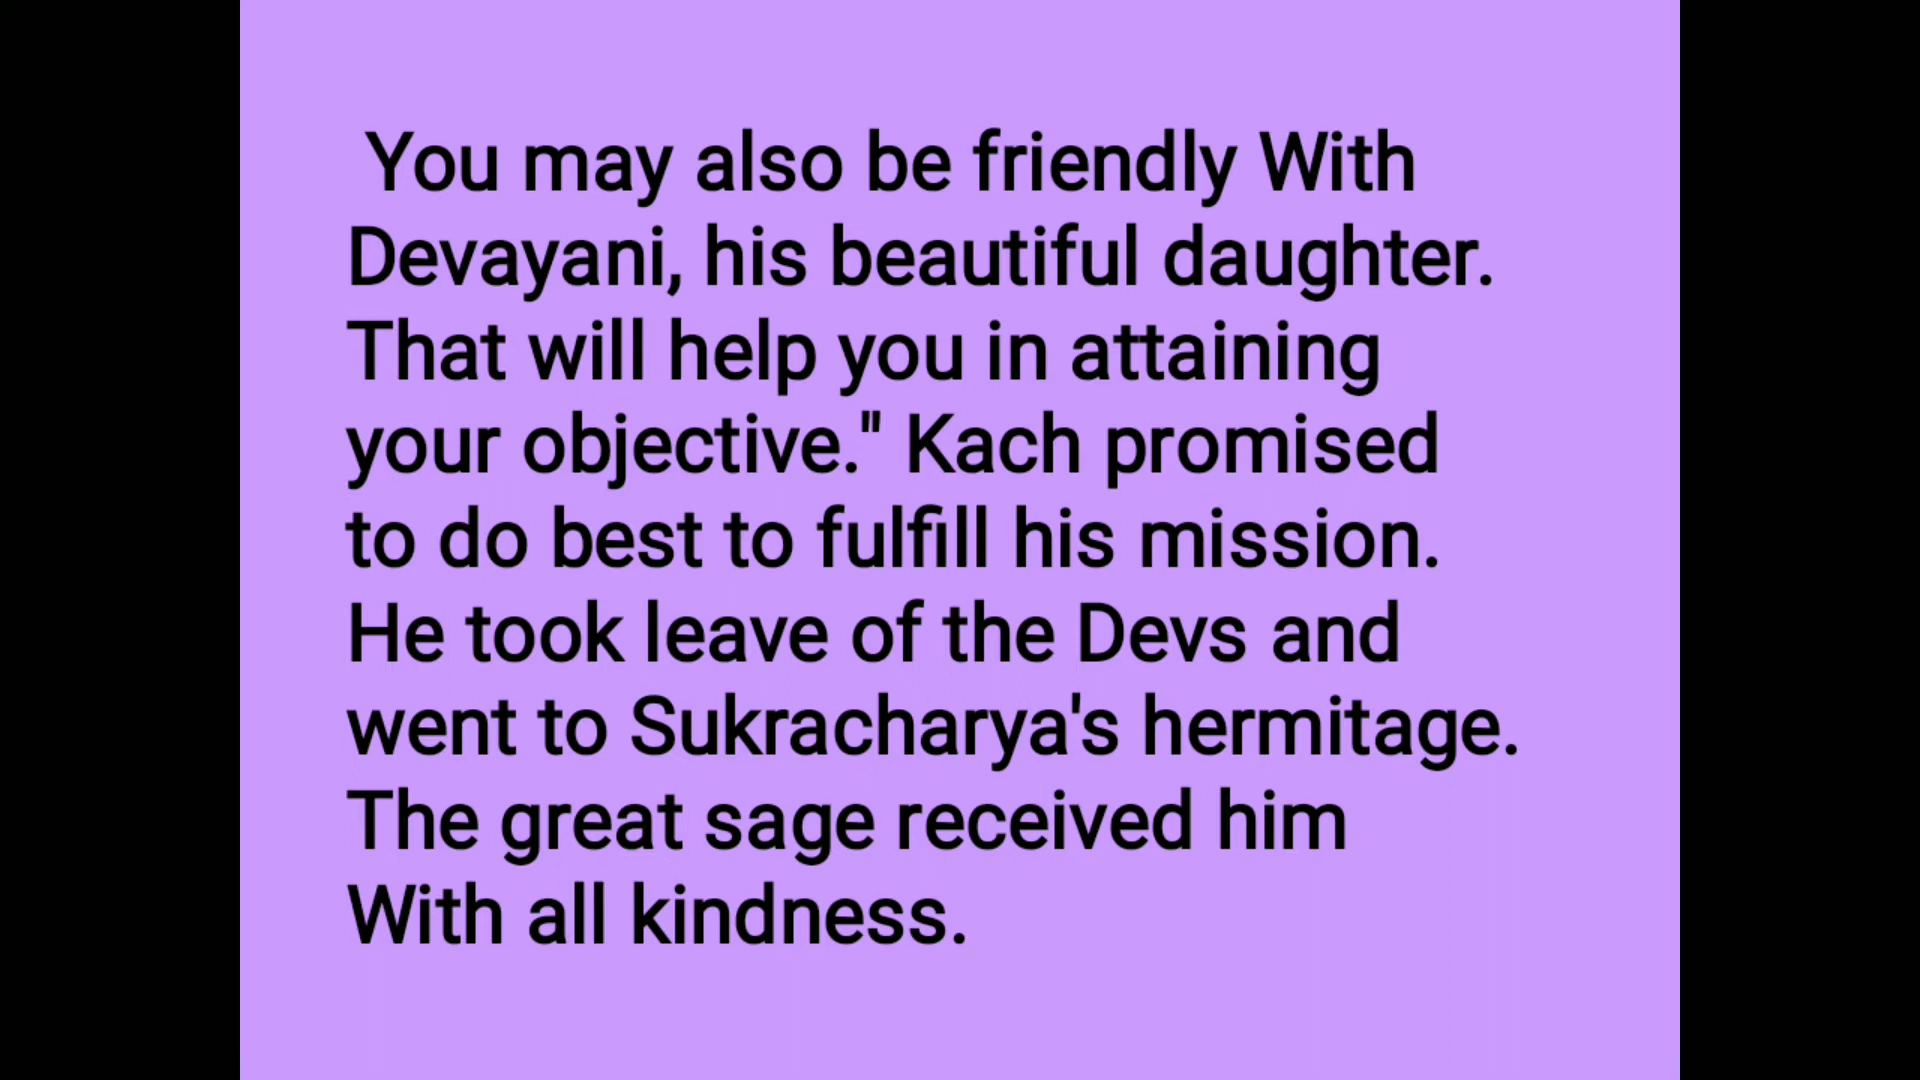 You may also be friendly With
Devayani, his beautiful daughter.
That will help you in attaining
your objective." Kach promised
to do best to fulfill his mission.
He took leave of the Devs and
went to Sukracharya's hermitage.
The great sage received him
With all kindness.